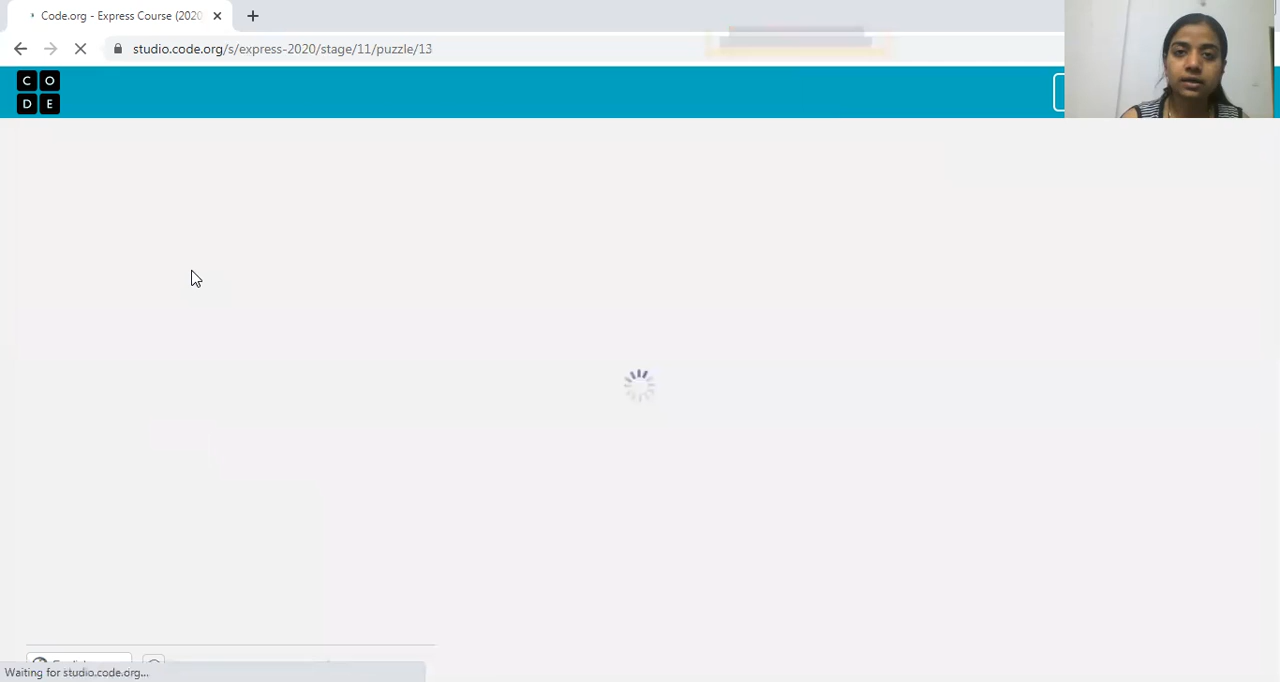 Code.org - Express Course (2020
studio.code.org/s/express-2020/stage/11/puzzle/13
C O
D E
Waiting for studio.code.org...